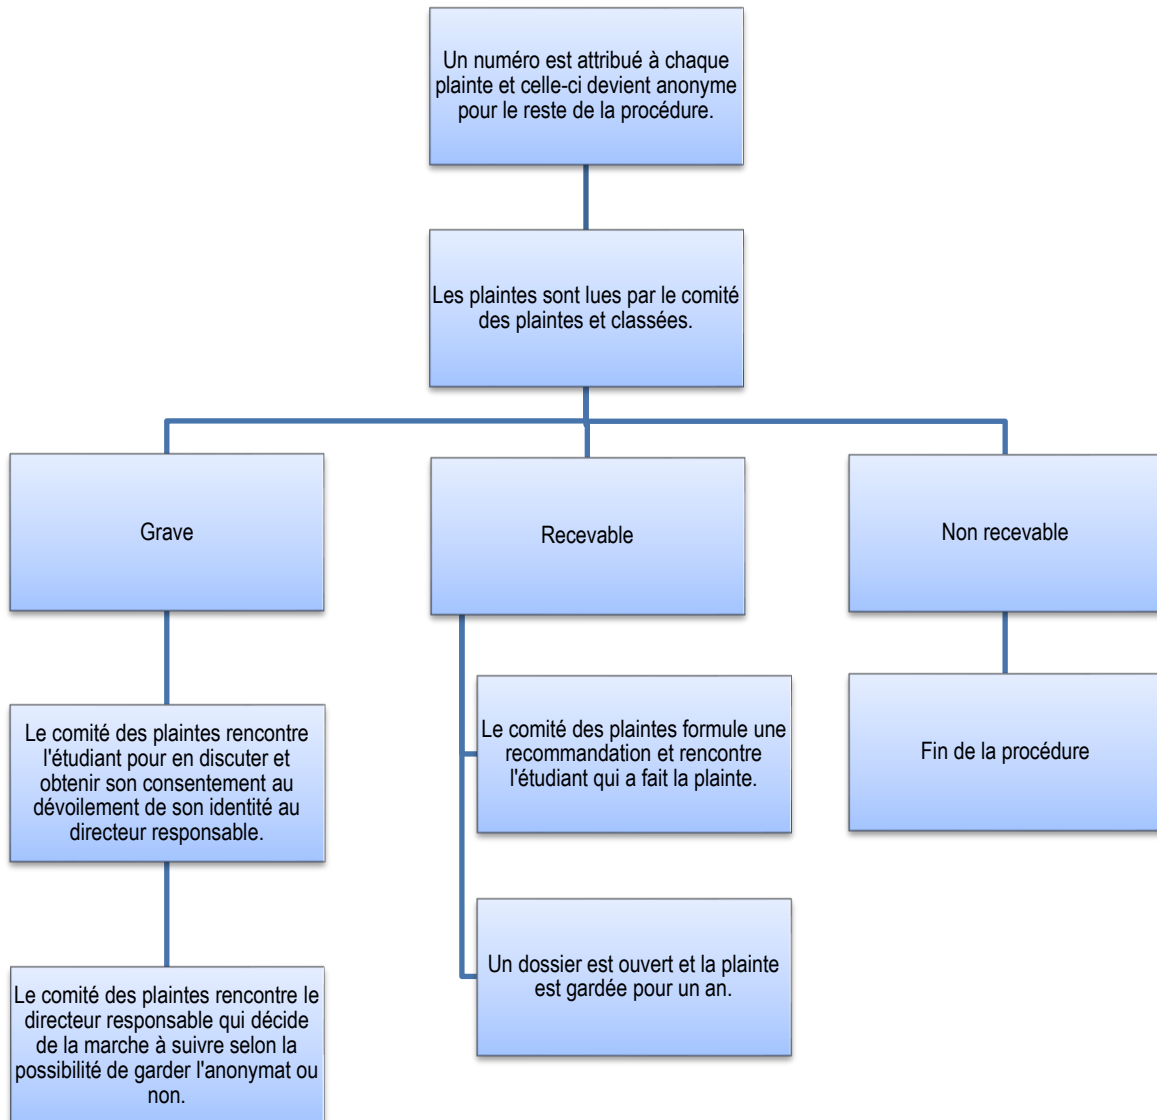 Un numéro est attribué à chaque
plainte et celle-ci devient anonyme
pour le reste de la procédure.
Les plaintes sont lues par le comité
des plaintes et classées.
Grave
Recevable
Non recevable
Le comité des plaintes rencontre
l'étudiant pour en discuter et
obtenir son consentement au
dévoilement de son identité au
directeur responsable.
Le comité des plaintes formule une
recommandation et rencontre
l'étudiant qui a fait la plainte.
Fin de la procédure
Le comité des plaintes rencontre le
directeur responsable qui décide
de la marche à suivre selon la
possibilité de garder l'anonymat ou
non.
Un dossier est ouvert et la plainte
est gardée pour un an.